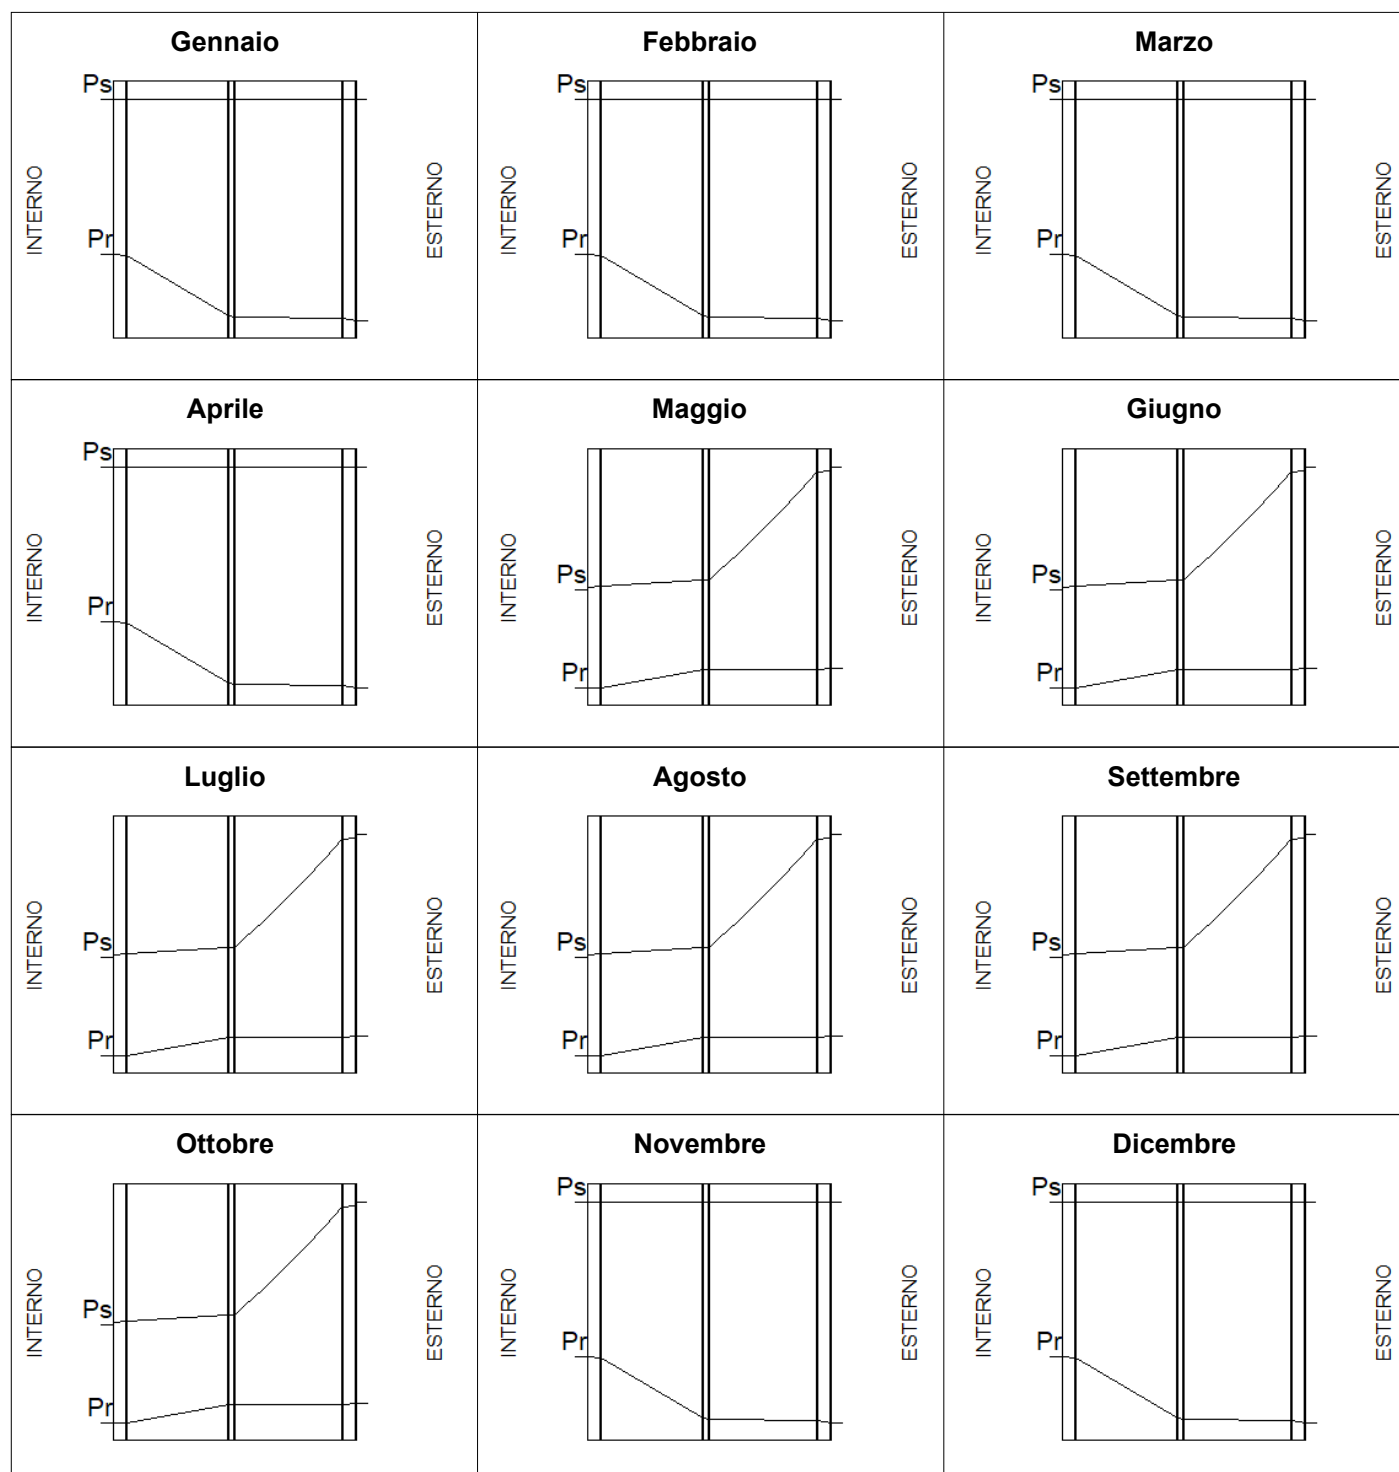 Gennaio
Ps
Pr
INTERNO
ESTERNO
Febbraio
Ps
Pr
INTERNO
ESTERNO
Marzo
Ps
Pr
INTERNO
ESTERNO
Aprile
Ps
Pr
INTERNO
ESTERNO
Maggio
Ps
Pr
INTERNO
ESTERNO
Giugno
Ps
Pr
INTERNO
ESTERNO
Luglio
Ps
Pr
INTERNO
ESTERNO
Agosto
Ps
Pr
INTERNO
ESTERNO
Settembre
Ps
Pr
INTERNO
ESTERNO
Ottobre
Ps
Pr
INTERNO
ESTERNO
Novembre
Ps
Pr
INTERNO
ESTERNO
Dicembre
Ps
Pr
INTERNO
ESTERNO